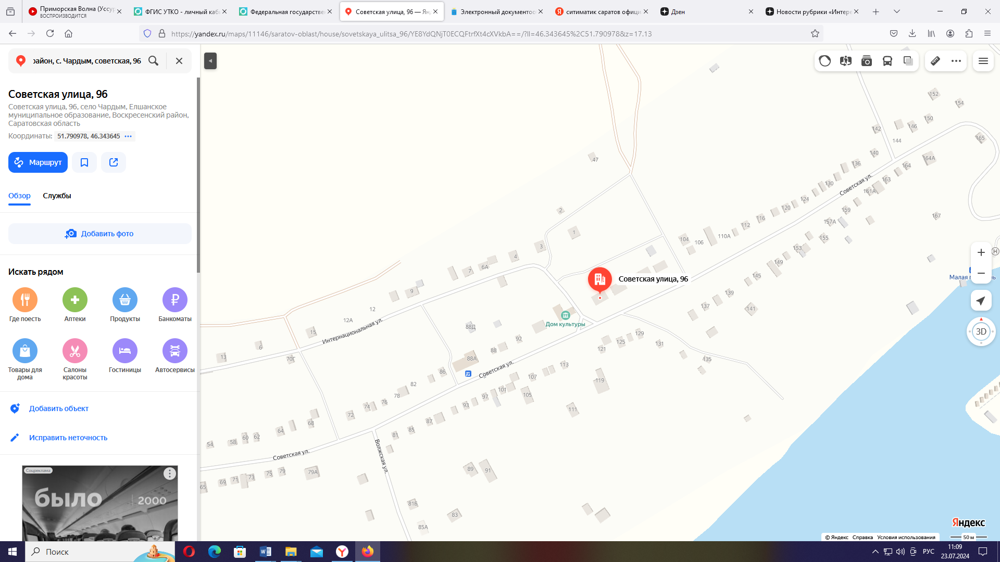 Приморская Волна (Уссур
ВОСПРОИЗВОДИТСЯ
ФГИС УТКО - личный каб
Федеральная государстве
Советская улица, 96 — Ян
Электронный документоо
ситиматик саратов офиц
Дзен
Новости рубрики «Интере
https://yandex.ru/maps/11146/saratov-oblast/house/sovetskaya_ulitsa_96/YE8YdQNjT0ECQFtrfXt4cXVkbA==/?ll=46.343645%2C51.790978&z=17.13
район, с. Чардым, советская, 96
Советская улица, 96
Советская улица, 96, село Чардым, Елшанское
муниципальное образование, Воскресенский район,
Саратовская область
Координаты: 51.790978, 46.343645
Маршрут
Обзор
Службы
Добавить фото
Искать рядом
Где поесть
Аптеки
Продукты
Банкоматы
Товары для
дома
Салоны
красоты
Гостиницы
Автосервисы
Добавить объект
Исправить неточность
Соцреклама
было
2000
152
154
150
146
142
144
165
140
164А
136
164
47
Советская ул.
163
130
161А
124
2
120
159
167
116
157А
112
1
110А
104
106
155
3
153
4
149
6А
7
145
Малая п
нь
Советская улица, 96
9
139
137
141
12
12А
Дом культуры
88Д
15
Интернациональная ул.
129
92
125
131
6
121
88
13
70Г
88А
135
113
Советская ул.
86
107
119
82
101
105
78
97
76
93
74
111
72
87
68
85
64
81
62
60
58
54
Советская ул.
Волжская ул.
89
91
79А
79
75
73
71
69
65
81Б
83
85А
3D
Н
Яндекс
© Яндекс Справка Условия использования
50 м
Поиск
РУС
11:09
23.07.2024